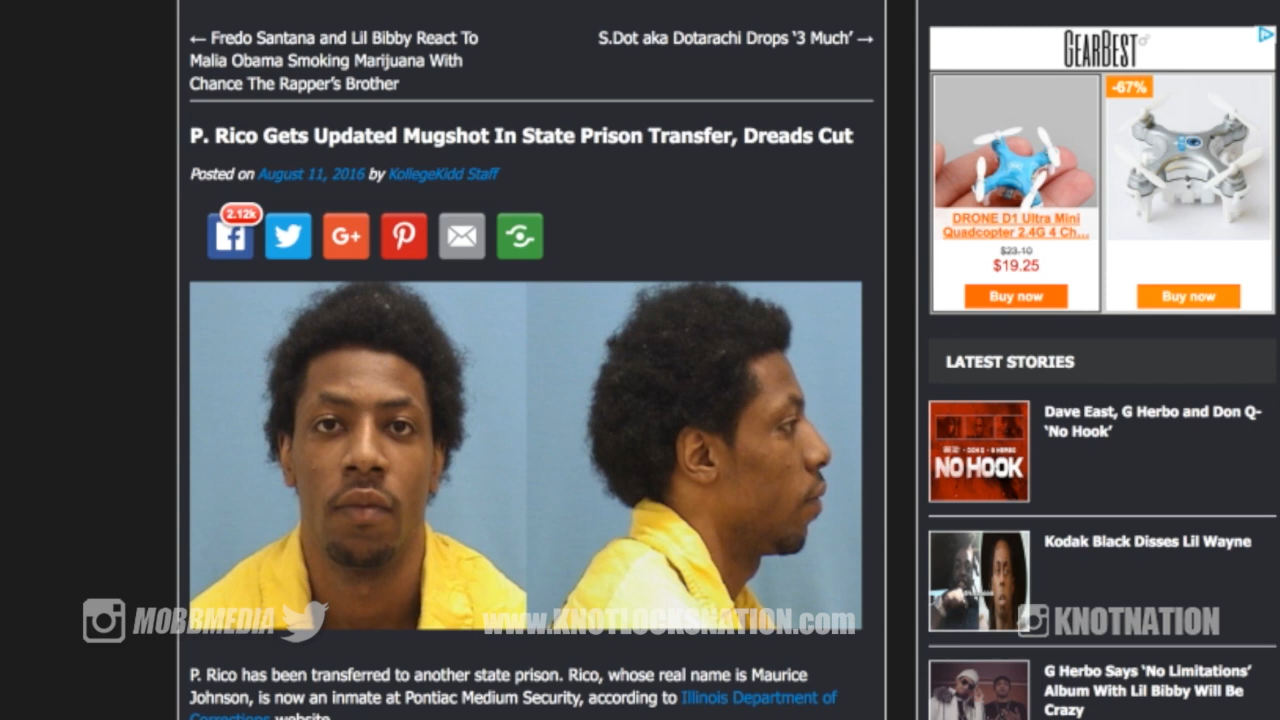 ← Fredo Santana and Lil Bibby React To
Malia Obama Smoking Marijuana With
Chance The Rapper's Brother
S.Dot aka Dotarachi Drops '3 Much' →
P. Rico Gets Updated Mugshot In State Prison Transfer, Dreads Cut
Posted on August 11, 2016 by KollegeKidd Staff
2.12k
G+
P. Rico has been transferred to another state prison. Rico, whose real name is Maurice
Johnson, is now an inmate at Pontiac Medium Security, according to Illinois Department of
Corrections website.
MOBBMEDIA
www.KNOTLOCKSNATION.com
KNOTNATION
GEARBEST
DRONE D1 Ultra Mini
Quadcopter 2.4G 4 Ch...
$23.10
$19.25
Buy now
-67%
Buy now
LATEST STORIES
NO HOOK
Dave East, G Herbo and Don Q-
'No Hook'
Kodak Black Disses Lil Wayne
G Herbo Says 'No Limitations'
Album With Lil Bibby Will Be
Crazy